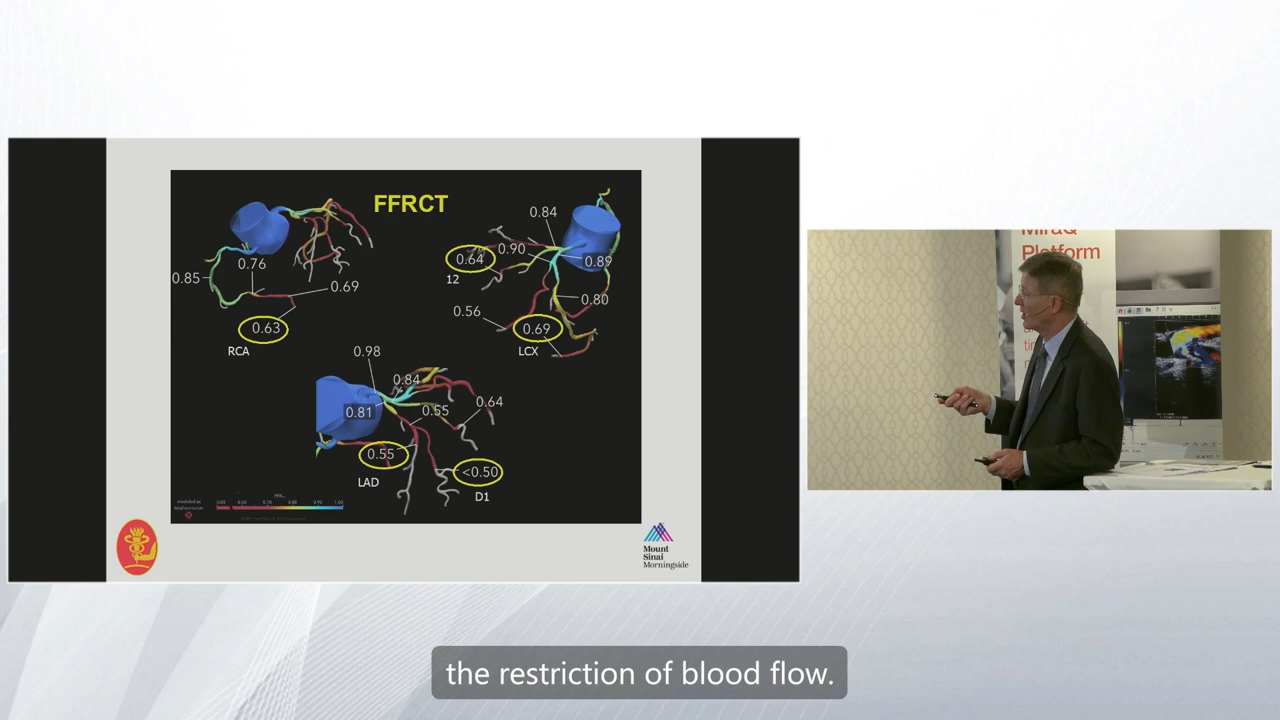 FFRCT
0.85
0.76
0.69
0.63
RCA
0.84
0.90
0.64
12
0.89
0.80
0.56
0.69
LCX
0.98
0.84
0.81
0.55
0.64
0.55
LAD
<0.50
D1
Mount
Sinai
Morningside
MiraQ
Platform
the restriction of blood flow.